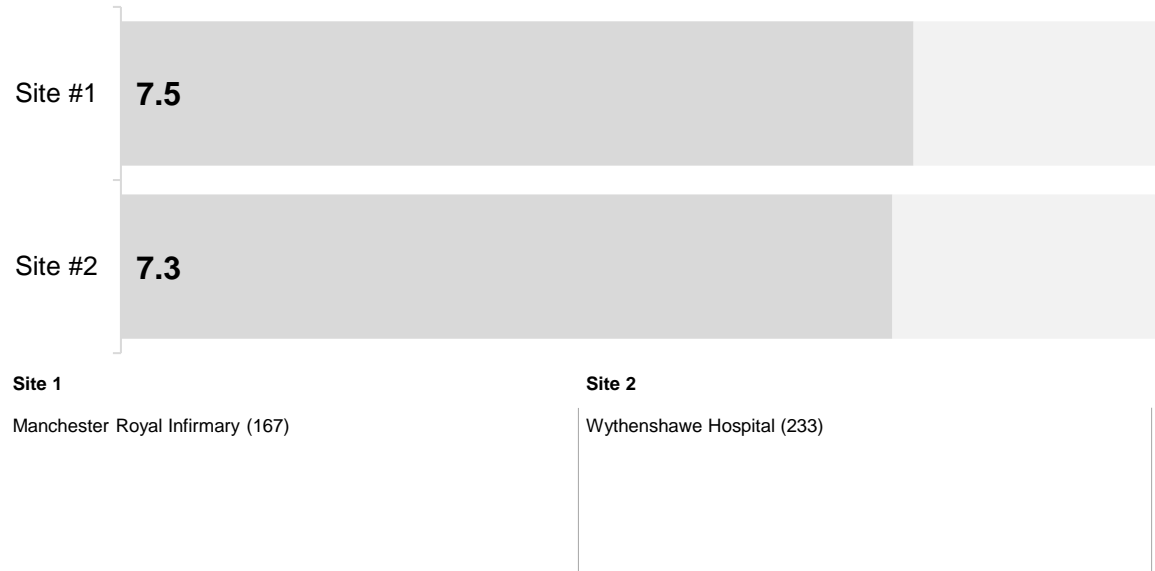 Site #1 7.5
Site #2 7.3
Site 1 Site 2
Manchester Royal Infirmary (167) Wythenshawe Hospital (233)